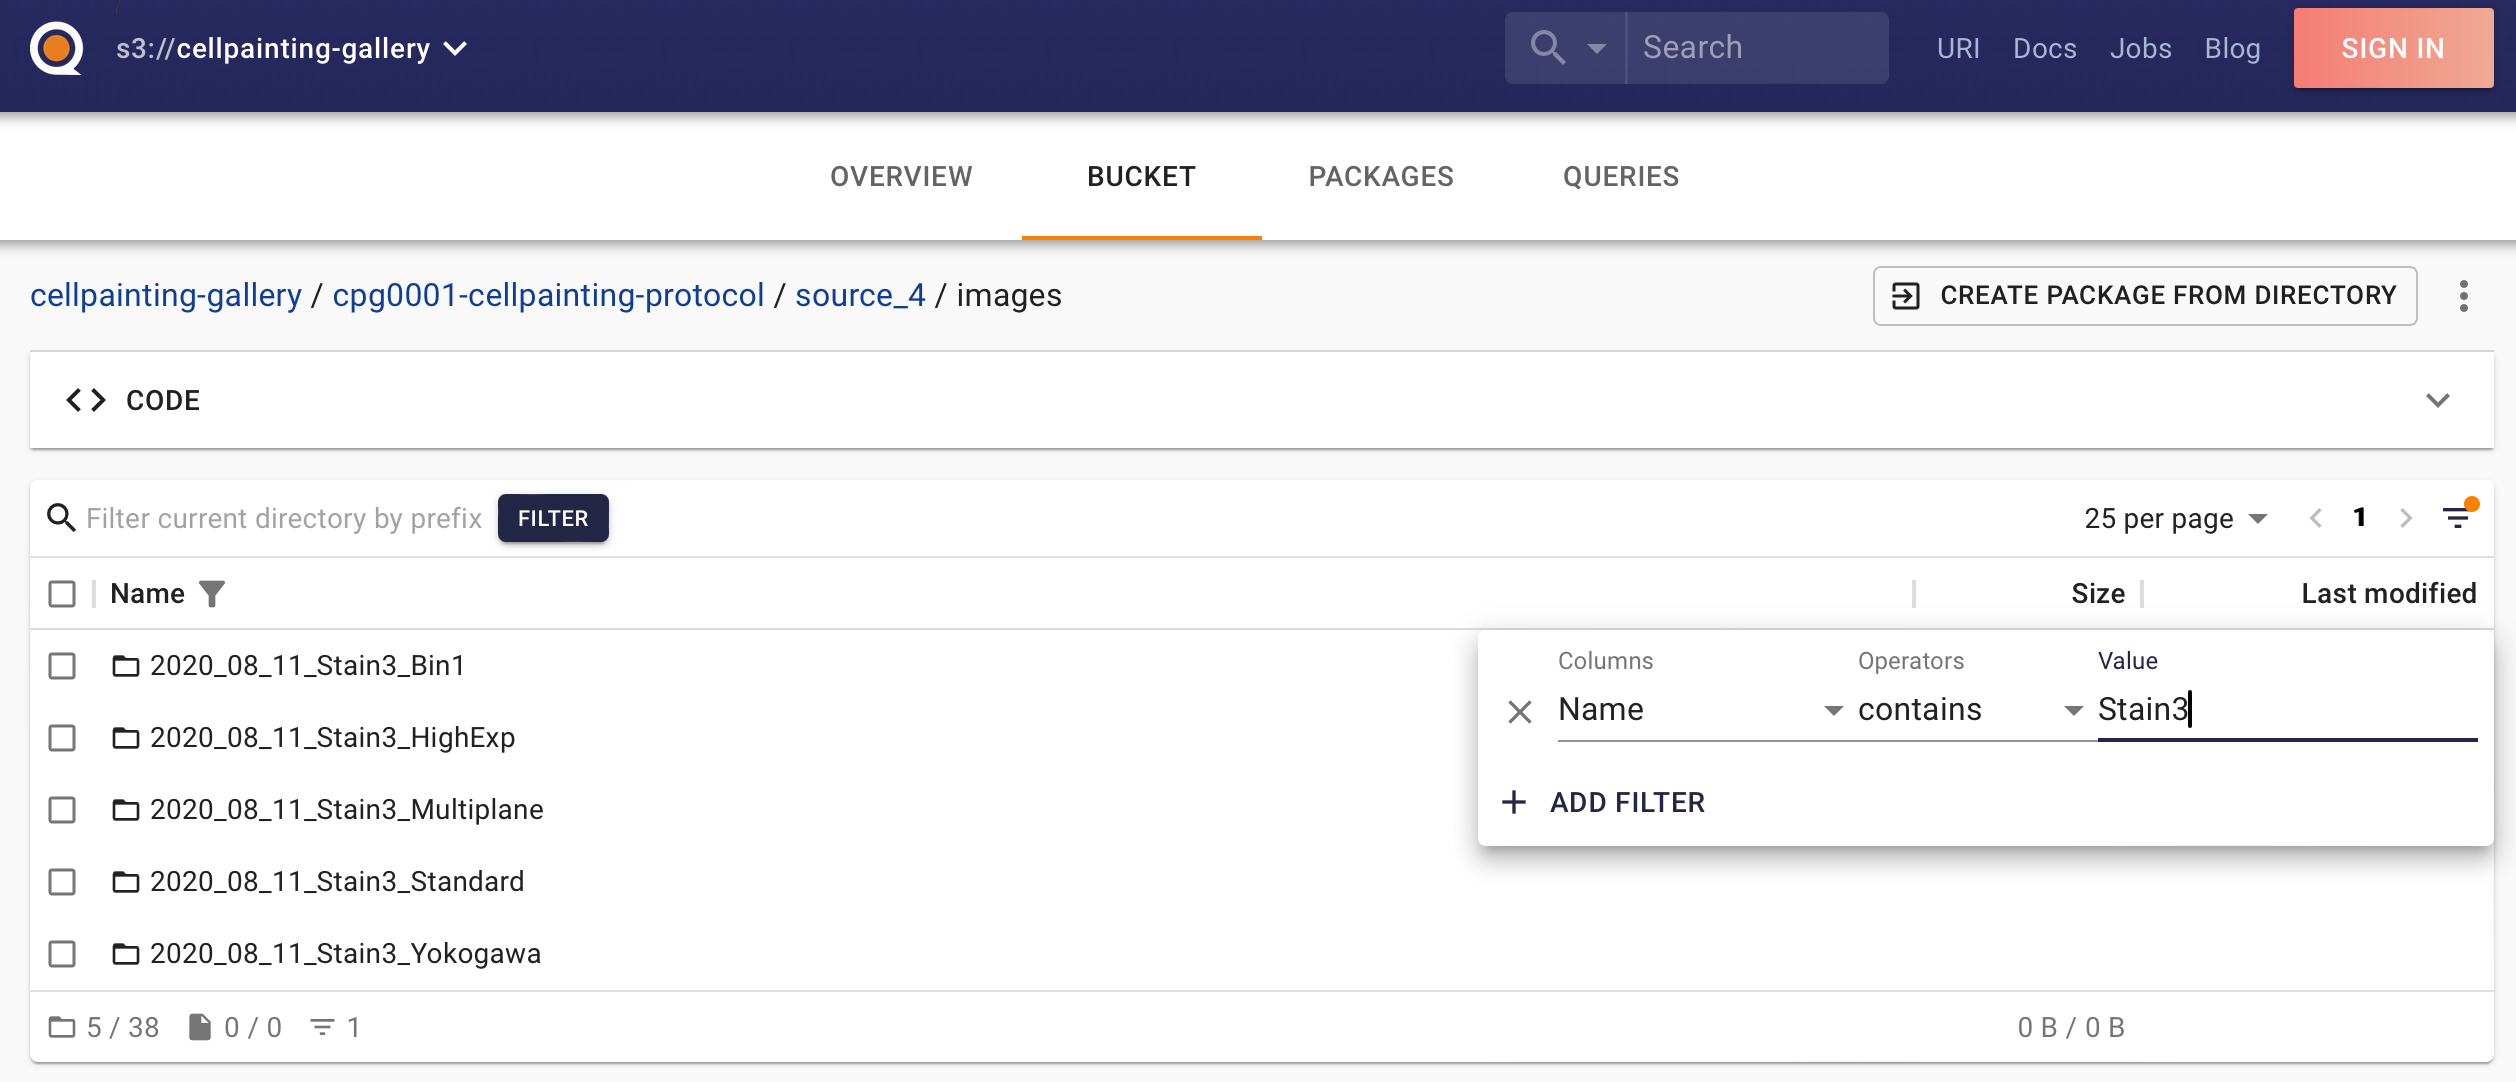 s3://cellpainting-gallery
Search
URI Docs Jobs Blog SIGN IN
OVERVIEW BUCKET PACKAGES QUERIES
cellpainting-gallery / cpg0001-cellpainting-protocol / source_4 / images
CREATE PACKAGE FROM DIRECTORY
<> CODE
Filter current directory by prefix FILTER
25 per page < 1 >
Name Size Last modified
2020_08_11_Stain3_Bin1
2020_08_11_Stain3_HighExp
2020_08_11_Stain3_Multiplane
2020_08_11_Stain3_Standard
2020_08_11_Stain3_Yokogawa
Columns Operators Value
Name contains Stain3
+ ADD FILTER
5 / 38 0 / 0 1 0 B / 0 B